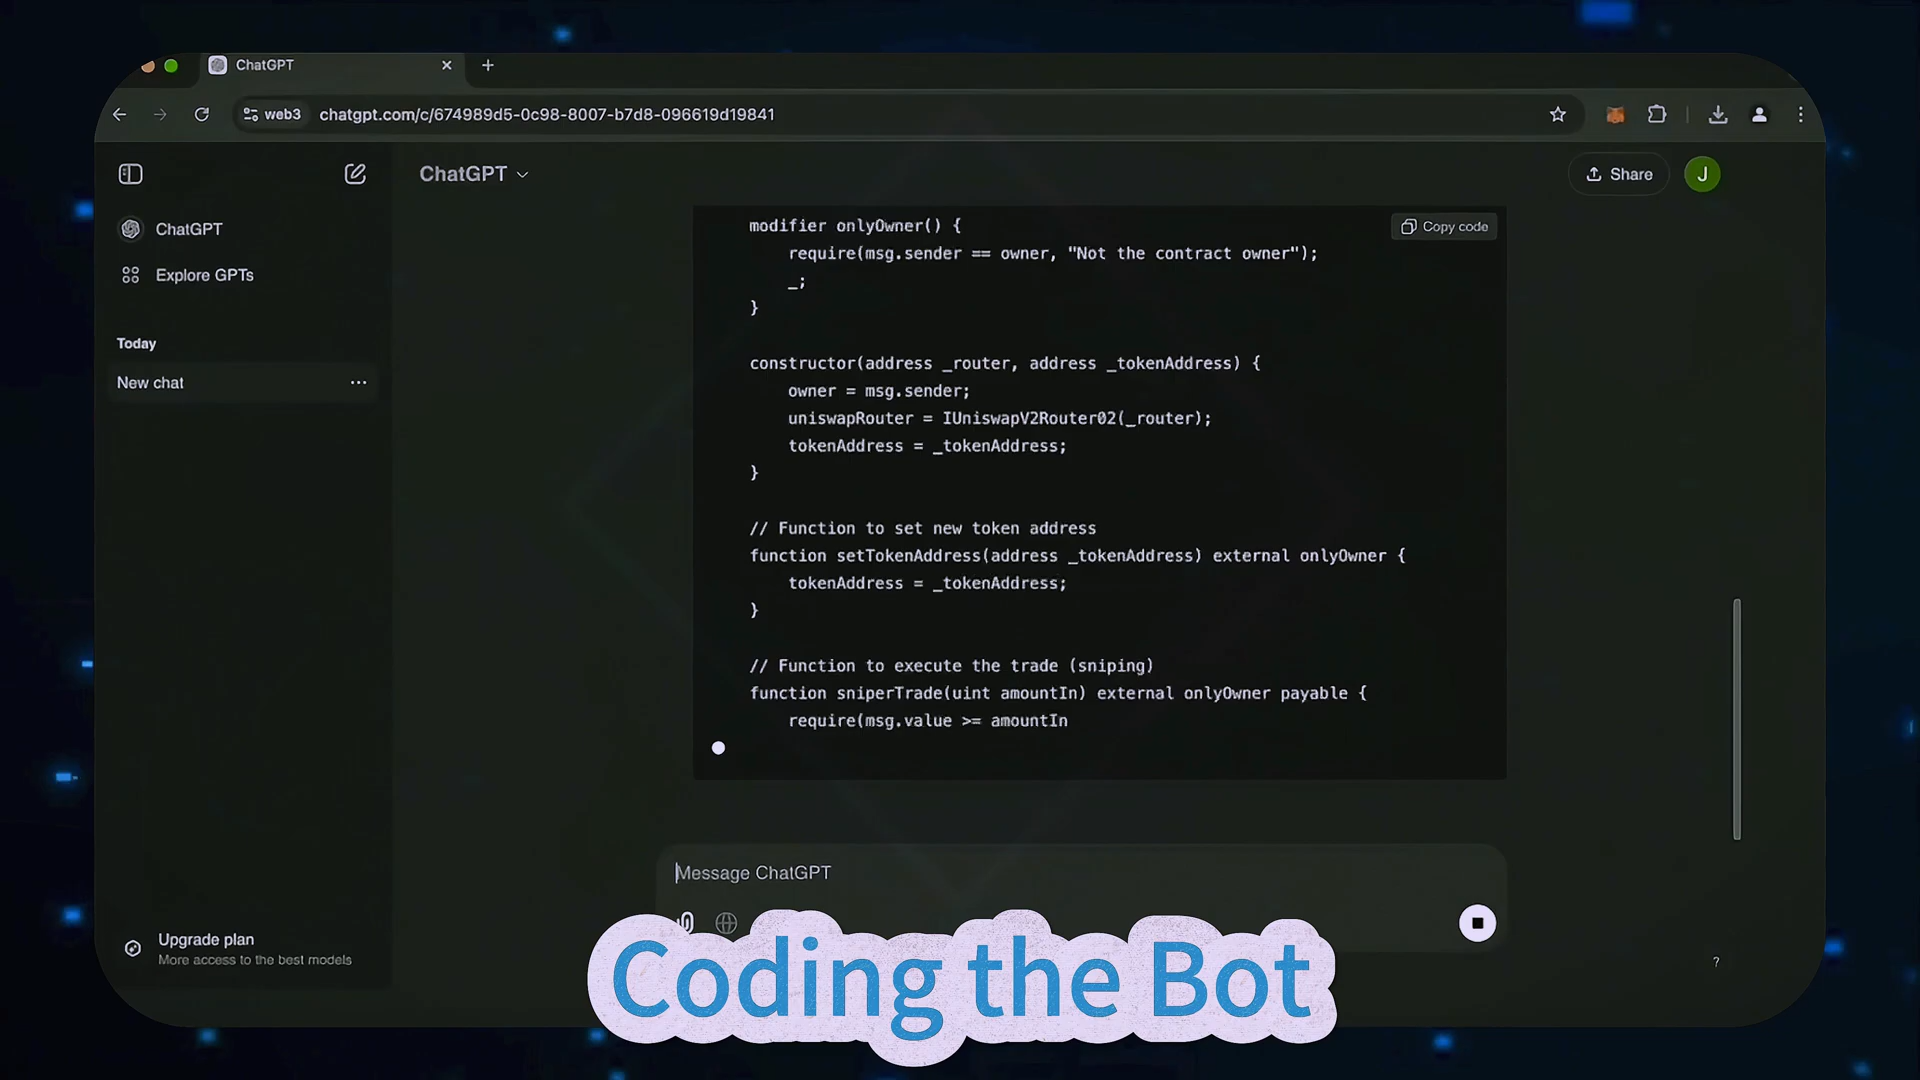 ChatGPT
web3
chatgpt.com/c/674989d5-0c98-8007-b7d8-096619d19841
ChatGPT
Share
J
ChatGPT
Explore GPTs
Today
New chat
Copy code
modifier onlyOwner() {
require(msg.sender == owner, "Not the contract owner");
_;
}
constructor(address _router, address _tokenAddress) {
owner = msg.sender;
uniswapRouter = IUniswapV2Router02(_router);
tokenAddress = _tokenAddress;
}
// Function to set new token address
function setTokenAddress(address _tokenAddress) external onlyOwner {
tokenAddress = _tokenAddress;
}
// Function to execute the trade (sniping)
function sniperTrade(uint amountIn) external onlyOwner payable {
require(msg.value >= amountIn
Message ChatGPT
Upgrade plan
More access to the best models
?
Coding the Bot